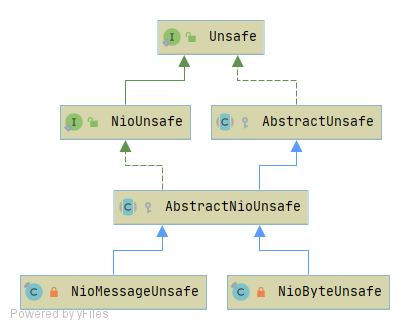 Unsafe
NioUnsafe
AbstractUnsafe
AbstractNioUnsafe
NioMessageUnsafe
NioByteUnsafe
Powered by yFiles